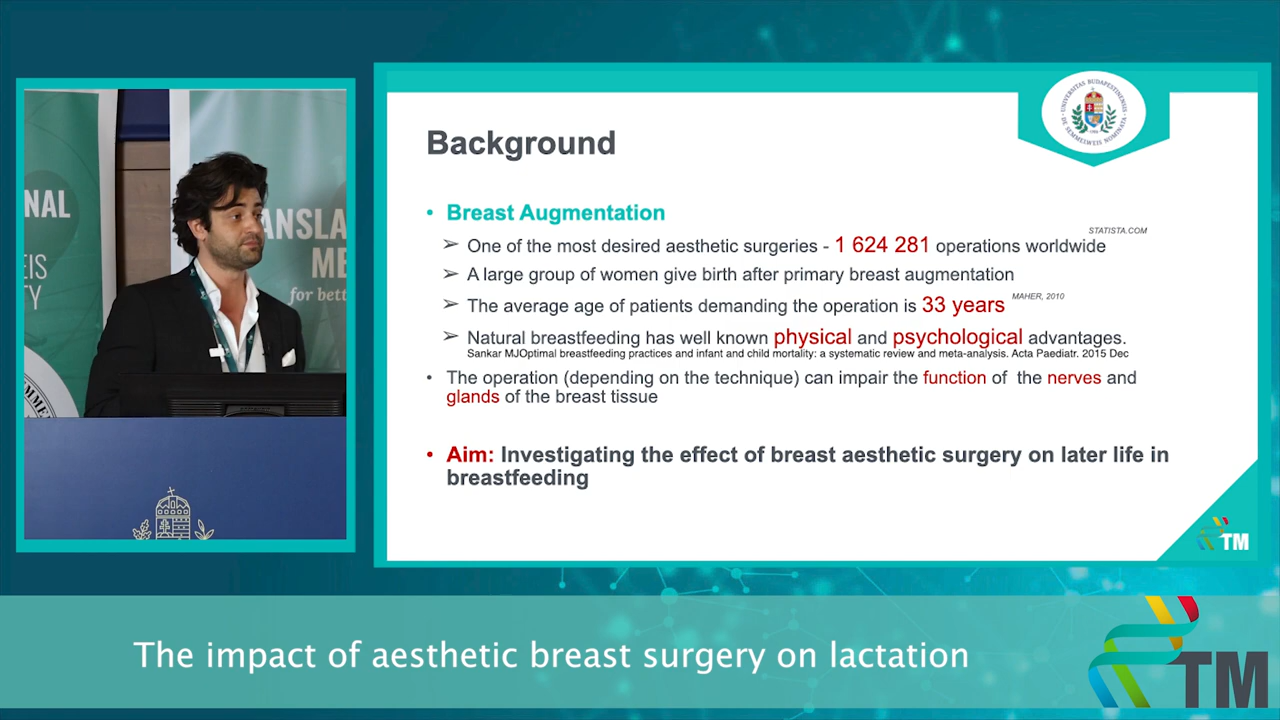 NAL
EIS
TY
ANSLA
ME
for bett
Background
UNIVERSITAS BUDAPESTINENSIS
DE SEMMELWEIS NOMINATA
• Breast Augmentation
STATISTA.COM
➢ One of the most desired aesthetic surgeries - 1 624 281 operations worldwide
➢ A large group of women give birth after primary breast augmentation
➢ The average age of patients demanding the operation is 33 years MAHER, 2010
➢ Natural breastfeeding has well known physical and psychological advantages.
Sankar MJOptimal breastfeeding practices and infant and child mortality: a systematic review and meta-analysis. Acta Paediatr. 2015 Dec
• The operation (depending on the technique) can impair the function of the nerves and
glands of the breast tissue
• Aim: Investigating the effect of breast aesthetic surgery on later life in
breastfeeding
TM
The impact of aesthetic breast surgery on lactation
TM